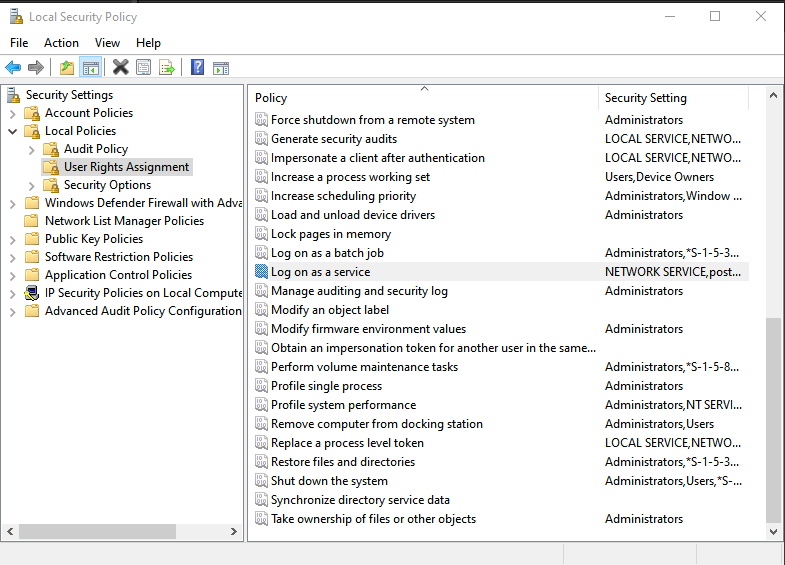 Local Security Policy
File Action View Help
Security Settings
Account Policies
Local Policies
Audit Policy
User Rights Assignment
Security Options
Windows Defender Firewall with Adva
Network List Manager Policies
Public Key Policies
Software Restriction Policies
Application Control Policies
IP Security Policies on Local Compute
Advanced Audit Policy Configuration
Policy Security Setting
Force shutdown from a remote system Administrators
Generate security audits LOCAL SERVICE,NETWO...
Impersonate a client after authentication LOCAL SERVICE,NETWO...
Increase a process working set Users,Device Owners
Increase scheduling priority Administrators,Window ...
Load and unload device drivers Administrators
Lock pages in memory
Log on as a batch job Administrators,*S-1-5-3...
Log on as a service NETWORK SERVICE,post...
Manage auditing and security log Administrators
Modify an object label
Modify firmware environment values Administrators
Obtain an impersonation token for another user in the same...
Perform volume maintenance tasks Administrators,*S-1-5-8...
Profile single process Administrators
Profile system performance Administrators,NT SERVI...
Remove computer from docking station Administrators,Users
Replace a process level token LOCAL SERVICE,NETWO...
Restore files and directories Administrators,*S-1-5-3...
Shut down the system Administrators,Users,*S-...
Synchronize directory service data
Take ownership of files or other objects Administrators